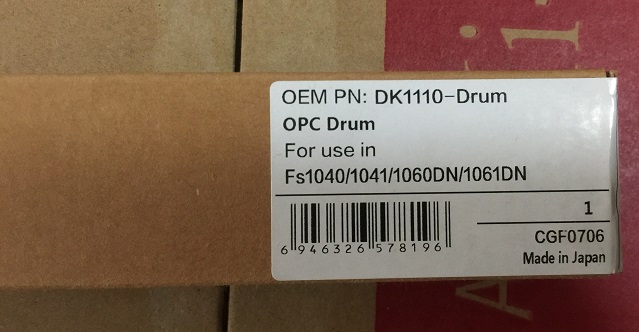 OEM PN: DK1110-Drum
OPC Drum
For use in
Fs1040/1041/1060DN/1061DN
1
6 946326 578196
CGF0706
Made in Japan